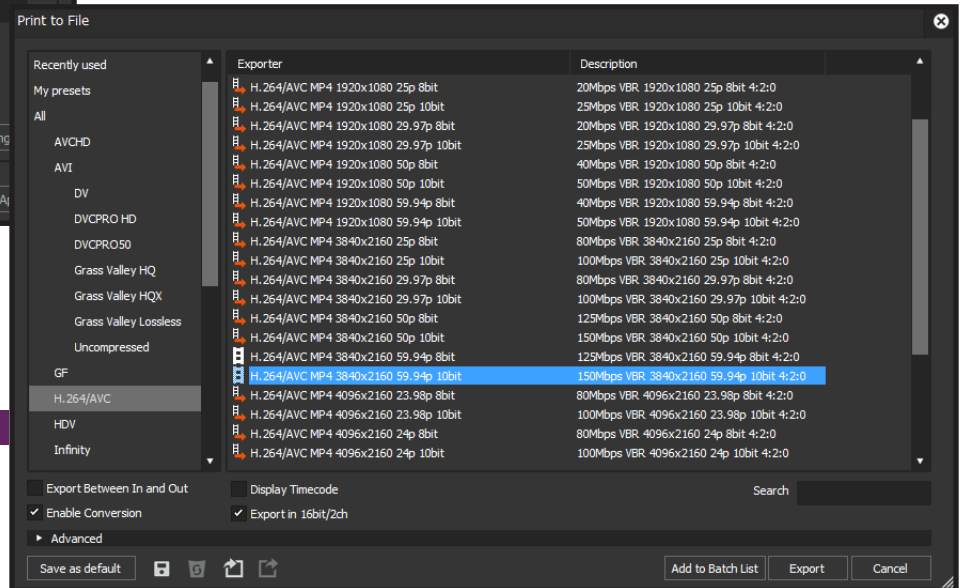 Print to File
Recently used
My presets
All
AVCHD
AVI
DV
DVCPRO HD
DVCPRO50
Grass Valley HQ
Grass Valley HQX
Grass Valley Lossless
Uncompressed
GF
H.264/AVC
HDV
Infinity
Exporter Description
H.264/AVC MP4 1920x1080 25p 8bit 20Mbps VBR 1920x1080 25p 8bit 4:2:0
H.264/AVC MP4 1920x1080 25p 10bit 25Mbps VBR 1920x1080 25p 10bit 4:2:0
H.264/AVC MP4 1920x1080 29.97p 8bit 20Mbps VBR 1920x1080 29.97p 8bit 4:2:0
H.264/AVC MP4 1920x1080 29.97p 10bit 25Mbps VBR 1920x1080 29.97p 10bit 4:2:0
H.264/AVC MP4 1920x1080 50p 8bit 40Mbps VBR 1920x1080 50p 8bit 4:2:0
H.264/AVC MP4 1920x1080 50p 10bit 50Mbps VBR 1920x1080 50p 10bit 4:2:0
H.264/AVC MP4 1920x1080 59.94p 8bit 40Mbps VBR 1920x1080 59.94p 8bit 4:2:0
H.264/AVC MP4 1920x1080 59.94p 10bit 50Mbps VBR 1920x1080 59.94p 10bit 4:2:0
H.264/AVC MP4 3840x2160 25p 8bit 80Mbps VBR 3840x2160 25p 8bit 4:2:0
H.264/AVC MP4 3840x2160 25p 10bit 100Mbps VBR 3840x2160 25p 10bit 4:2:0
H.264/AVC MP4 3840x2160 29.97p 8bit 80Mbps VBR 3840x2160 29.97p 8bit 4:2:0
H.264/AVC MP4 3840x2160 29.97p 10bit 100Mbps VBR 3840x2160 29.97p 10bit 4:2:0
H.264/AVC MP4 3840x2160 50p 8bit 125Mbps VBR 3840x2160 50p 8bit 4:2:0
H.264/AVC MP4 3840x2160 50p 10bit 150Mbps VBR 3840x2160 50p 10bit 4:2:0
H.264/AVC MP4 3840x2160 59.94p 8bit 125Mbps VBR 3840x2160 59.94p 8bit 4:2:0
H.264/AVC MP4 3840x2160 59.94p 10bit 150Mbps VBR 3840x2160 59.94p 10bit 4:2:0
H.264/AVC MP4 4096x2160 23.98p 8bit 80Mbps VBR 4096x2160 23.98p 8bit 4:2:0
H.264/AVC MP4 4096x2160 23.98p 10bit 100Mbps VBR 4096x2160 23.98p 10bit 4:2:0
H.264/AVC MP4 4096x2160 24p 8bit 80Mbps VBR 4096x2160 24p 8bit 4:2:0
H.264/AVC MP4 4096x2160 24p 10bit 100Mbps VBR 4096x2160 24p 10bit 4:2:0
Export Between In and Out Display Timecode Search
Enable Conversion Export in 16bit/2ch
Advanced
Save as default Add to Batch List Export Cancel